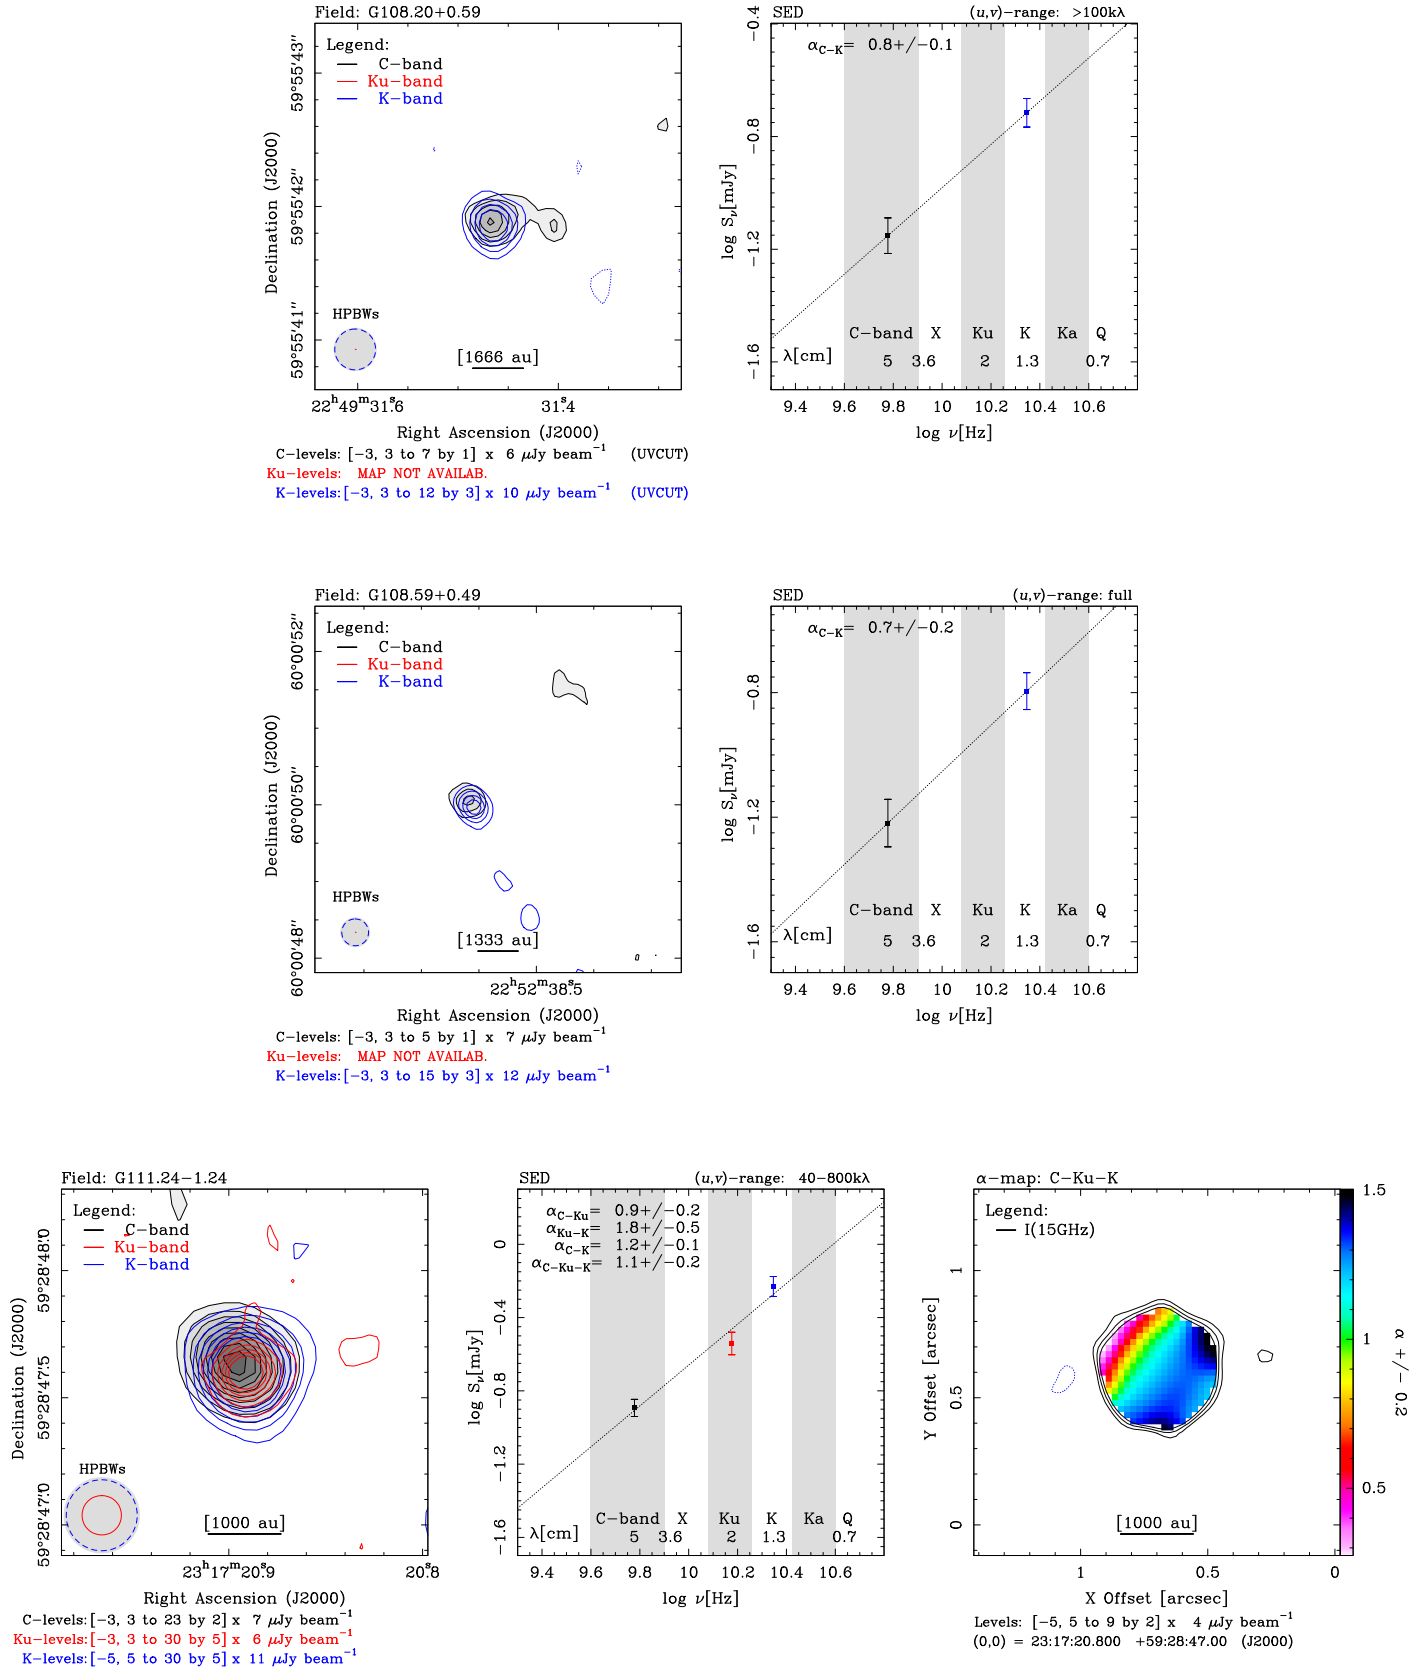 Field: G108.20+0.59
Legend:
C-band
Ku-band
K-band
59°55'43"
59°55'42"
59°55'41"
Declination (J2000)
HPBWs
[1666 au]
22ʰ49ᵐ31ˢ.6
31ˢ.4
Right Ascension (J2000)
C-levels: [-3, 3 to 7 by 1] x 6 μJy beam⁻¹ (UVCUT)
Ku-levels: MAP NOT AVAILAB.
K-levels: [-3, 3 to 12 by 3] x 10 μJy beam⁻¹ (UVCUT)
SED (u,v)-range: >100kλ
α_C-K= 0.8+/-0.1
-0.4
-0.8
-1.2
-1.6
log S_ν[mJy]
C-band X Ku K Ka Q
λ[cm] 5 3.6 2 1.3 0.7
9.4 9.6 9.8 10 10.2 10.4 10.6
log ν[Hz]
Field: G108.59+0.49
Legend:
C-band
Ku-band
K-band
60°00'52"
60°00'50"
60°00'48"
Declination (J2000)
HPBWs
[1333 au]
22ʰ52ᵐ38ˢ.5
Right Ascension (J2000)
C-levels: [-3, 3 to 5 by 1] x 7 μJy beam⁻¹
Ku-levels: MAP NOT AVAILAB.
K-levels: [-3, 3 to 15 by 3] x 12 μJy beam⁻¹
SED (u,v)-range: full
α_C-K= 0.7+/-0.2
-0.8
-1.2
-1.6
log S_ν[mJy]
C-band X Ku K Ka Q
λ[cm] 5 3.6 2 1.3 0.7
9.4 9.6 9.8 10 10.2 10.4 10.6
log ν[Hz]
Field: G111.24-1.24
Legend:
C-band
Ku-band
K-band
59°28'48".0
59°28'47".5
59°28'47".0
Declination (J2000)
HPBWs
[1000 au]
23ʰ17ᵐ20ˢ.9
20ˢ.8
Right Ascension (J2000)
C-levels: [-3, 3 to 23 by 2] x 7 μJy beam⁻¹
Ku-levels: [-3, 3 to 30 by 5] x 6 μJy beam⁻¹
K-levels: [-5, 5 to 30 by 5] x 11 μJy beam⁻¹
SED (u,v)-range: 40-800kλ
α_C-Ku= 0.9+/-0.2
α_Ku-K= 1.8+/-0.5
α_C-K= 1.2+/-0.1
α_C-Ku-K= 1.1+/-0.2
0
-0.4
-0.8
-1.2
-1.6
log S_ν[mJy]
C-band X Ku K Ka Q
λ[cm] 5 3.6 2 1.3 0.7
9.4 9.6 9.8 10 10.2 10.4 10.6
log ν[Hz]
α-map: C-Ku-K
Legend:
I(15GHz)
1
0.5
0
Y Offset [arcsec]
[1000 au]
1 0.5 0
X Offset [arcsec]
1.5
1
0.5
α +/- 0.2
Levels: [-5, 5 to 9 by 2] x 4 μJy beam⁻¹
(0,0) = 23:17:20.800 +59:28:47.00 (J2000)